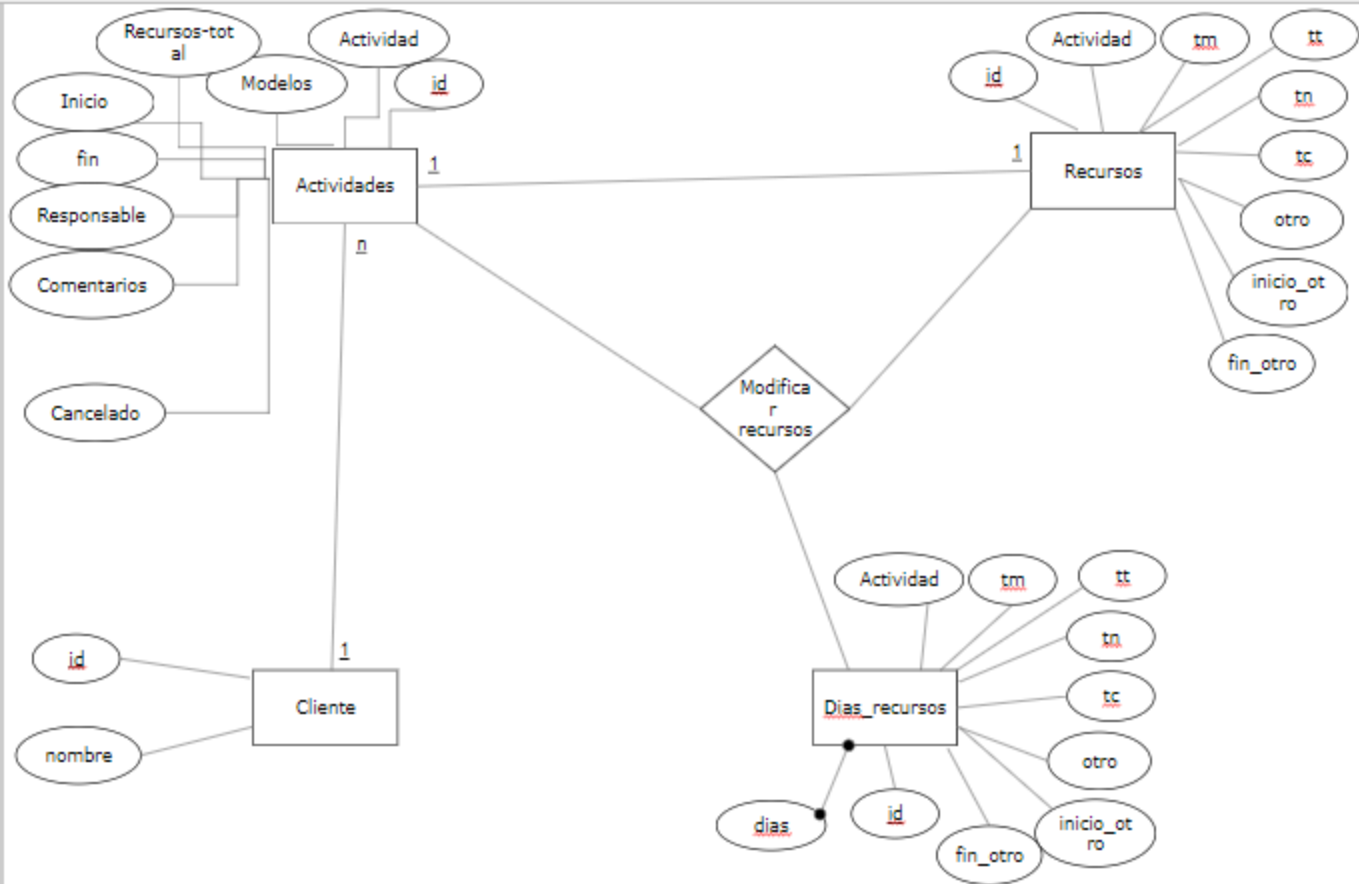 Recursos-tot
al
Actividad
Modelos
id
Inicio
fin
Responsable
Comentarios
Cancelado
Actividades
1
n
id
Actividad
tm
tt
tn
tc
otro
inicio_ot
ro
fin_otro
1
Recursos
Modifica
r
recursos
id
nombre
1
Cliente
Actividad
tm
tt
tn
tc
otro
inicio_ot
ro
fin_otro
id
dias
Dias_recursos